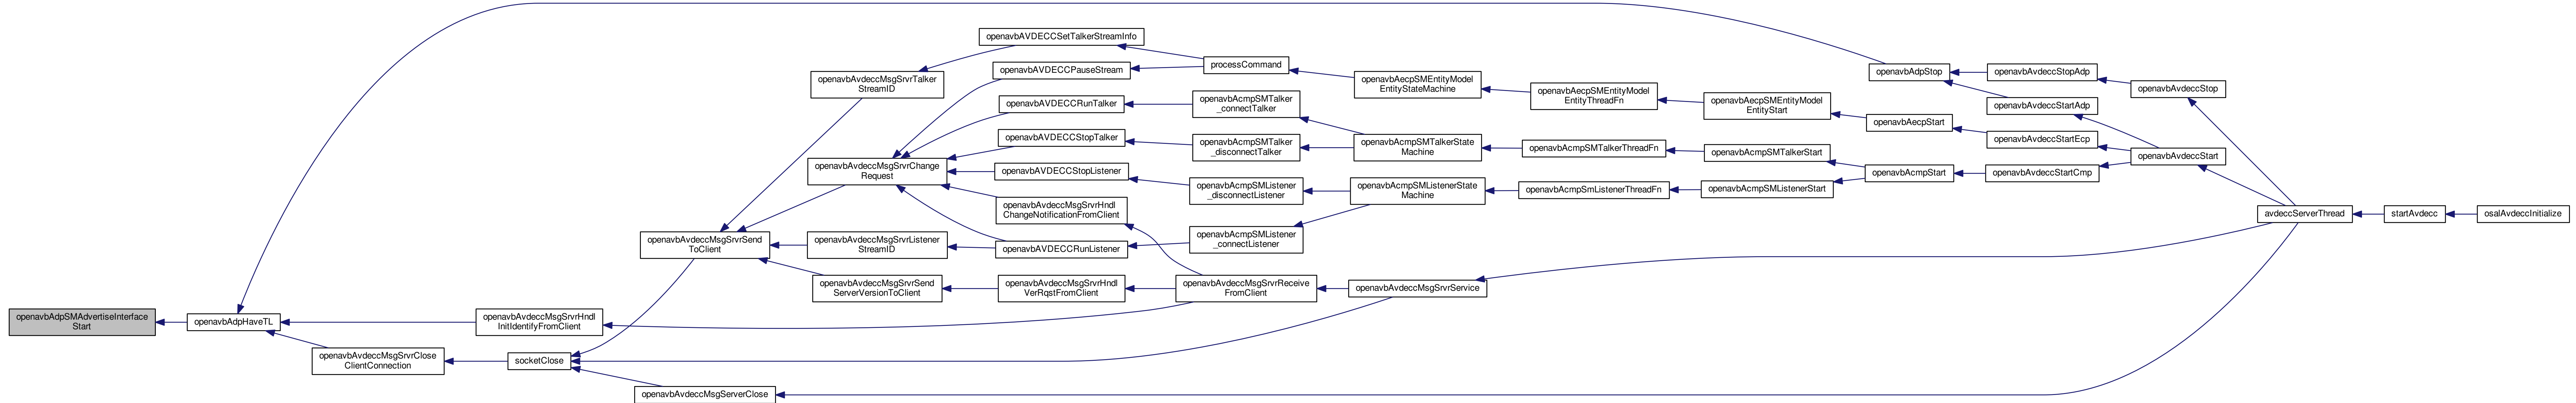 openavbAdpSMAdvertiseInterface
Start
openavbAdpHaveTL
openavbAvdeccMsgSrvrHndl
InitIdentifyFromClient
openavbAvdeccMsgSrvrClose
ClientConnection
socketClose
openavbAvdeccMsgSrvrSend
ToClient
openavbAvdeccMsgServerClose
openavbAvdeccMsgSrvrTalker
StreamID
openavbAvdeccMsgSrvrChange
Request
openavbAvdeccMsgSrvrListener
StreamID
openavbAvdeccMsgSrvrSend
ServerVersionToClient
openavbAVDECCSetTalkerStreamInfo
openavbAVDECCPauseStream
openavbAVDECCRunTalker
openavbAVDECCStopTalker
openavbAVDECCStopListener
openavbAvdeccMsgSrvrHndl
ChangeNotificationFromClient
openavbAVDECCRunListener
openavbAvdeccMsgSrvrHndl
VerRqstFromClient
processCommand
openavbAcmpSMTalker
_connectTalker
openavbAcmpSMTalker
_disconnectTalker
openavbAcmpSMListener
_disconnectListener
openavbAcmpSMListener
_connectListener
openavbAvdeccMsgSrvrReceive
FromClient
openavbAecpSMEntityModel
EntityStateMachine
openavbAcmpSMTalkerState
Machine
openavbAcmpSMListenerState
Machine
openavbAvdeccMsgSrvrService
openavbAecpSMEntityModel
EntityThreadFn
openavbAcmpSMTalkerThreadFn
openavbAcmpSmListenerThreadFn
openavbAecpSMEntityModel
EntityStart
openavbAcmpSMTalkerStart
openavbAcmpSMListenerStart
openavbAdpStop
openavbAecpStart
openavbAcmpStart
openavbAvdeccStopAdp
openavbAvdeccStartAdp
openavbAvdeccStartEcp
openavbAvdeccStartCmp
openavbAvdeccStop
openavbAvdeccStart
avdeccServerThread
startAvdecc
osalAvdeccInitialize